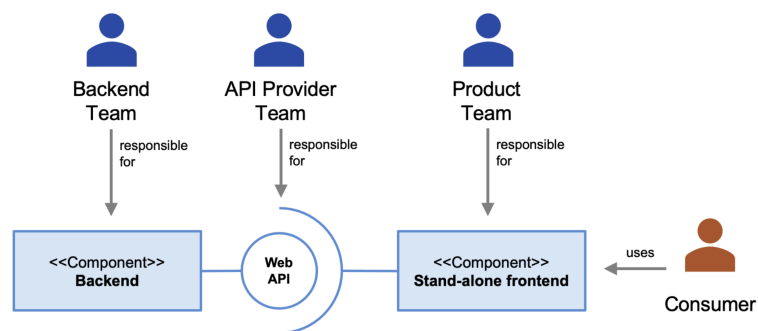 Backend
Team
API Provider
Team
Product
Team
responsible
for
responsible
for
responsible
for
<<Component>>
Backend
Web
API
<<Component>>
Stand-alone frontend
uses
Consumer